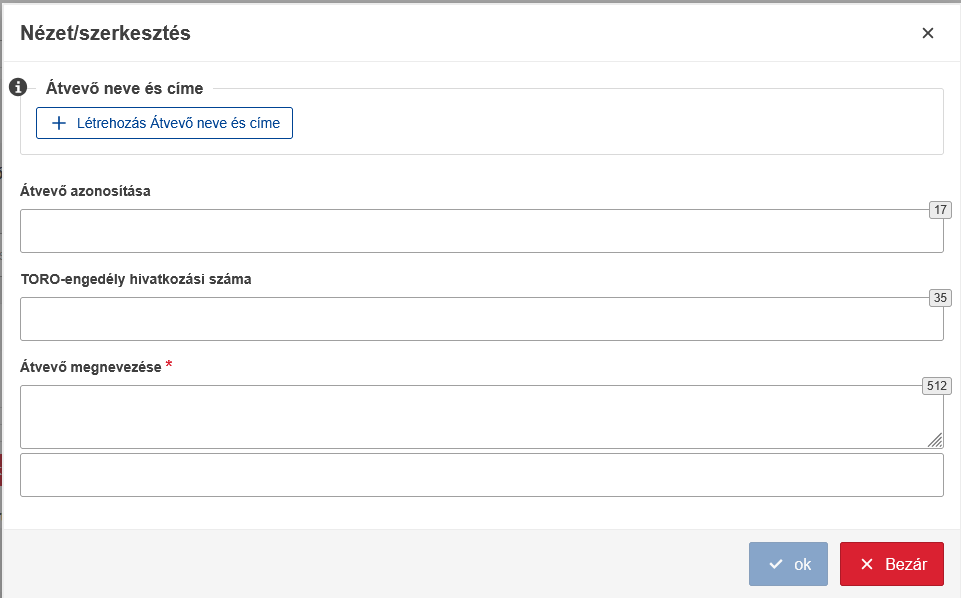 Nézet/szerkesztés
Átvevő neve és címe
Létrehozás Átvevő neve és címe
Átvevő azonosítása
17
TORO-engedély hivatkozási száma
35
Átvevő megnevezése *
512
ok
Bezár